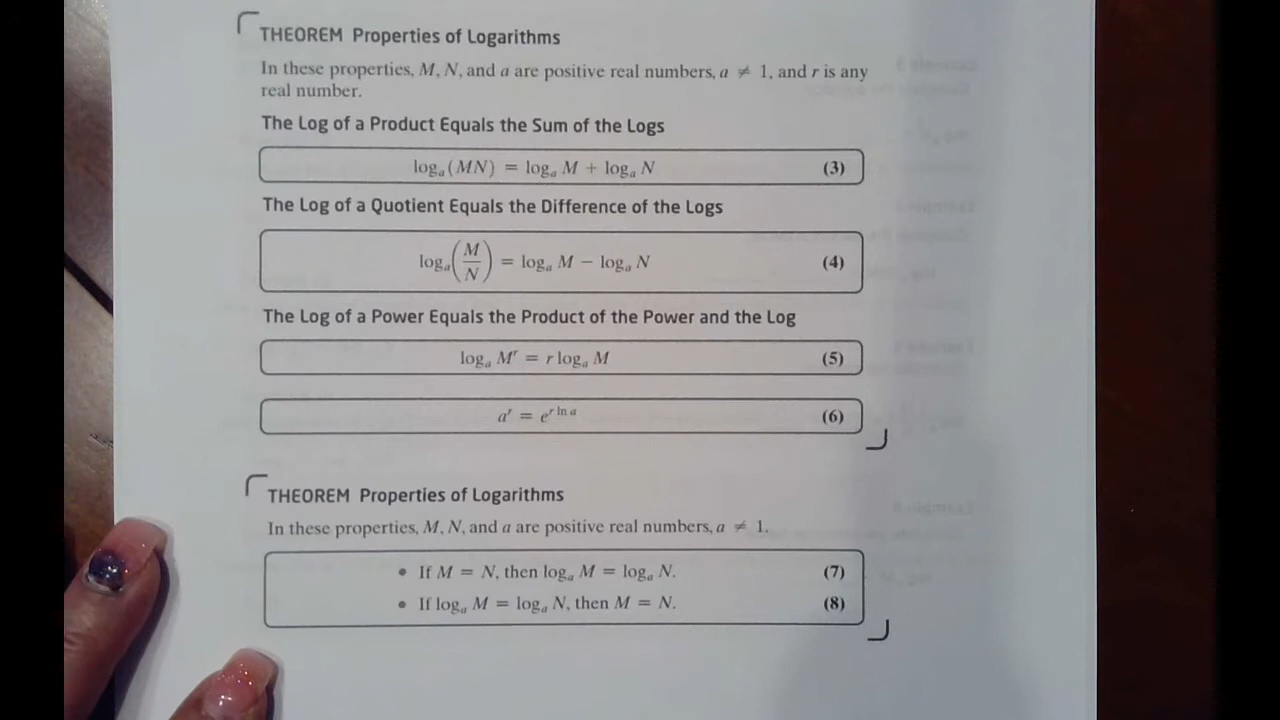 THEOREM Properties of Logarithms
In these properties, M, N, and a are positive real numbers, a ≠ 1, and r is any
real number.
The Log of a Product Equals the Sum of the Logs
logₐ(MN) = logₐ M + logₐ N (3)
The Log of a Quotient Equals the Difference of the Logs
logₐ(M/N) = logₐ M − logₐ N (4)
The Log of a Power Equals the Product of the Power and the Log
logₐ Mʳ = r logₐ M (5)
aʳ = e^(r ln a) (6)
THEOREM Properties of Logarithms
In these properties, M, N, and a are positive real numbers, a ≠ 1.
• If M = N, then logₐ M = logₐ N. (7)
• If logₐ M = logₐ N, then M = N. (8)